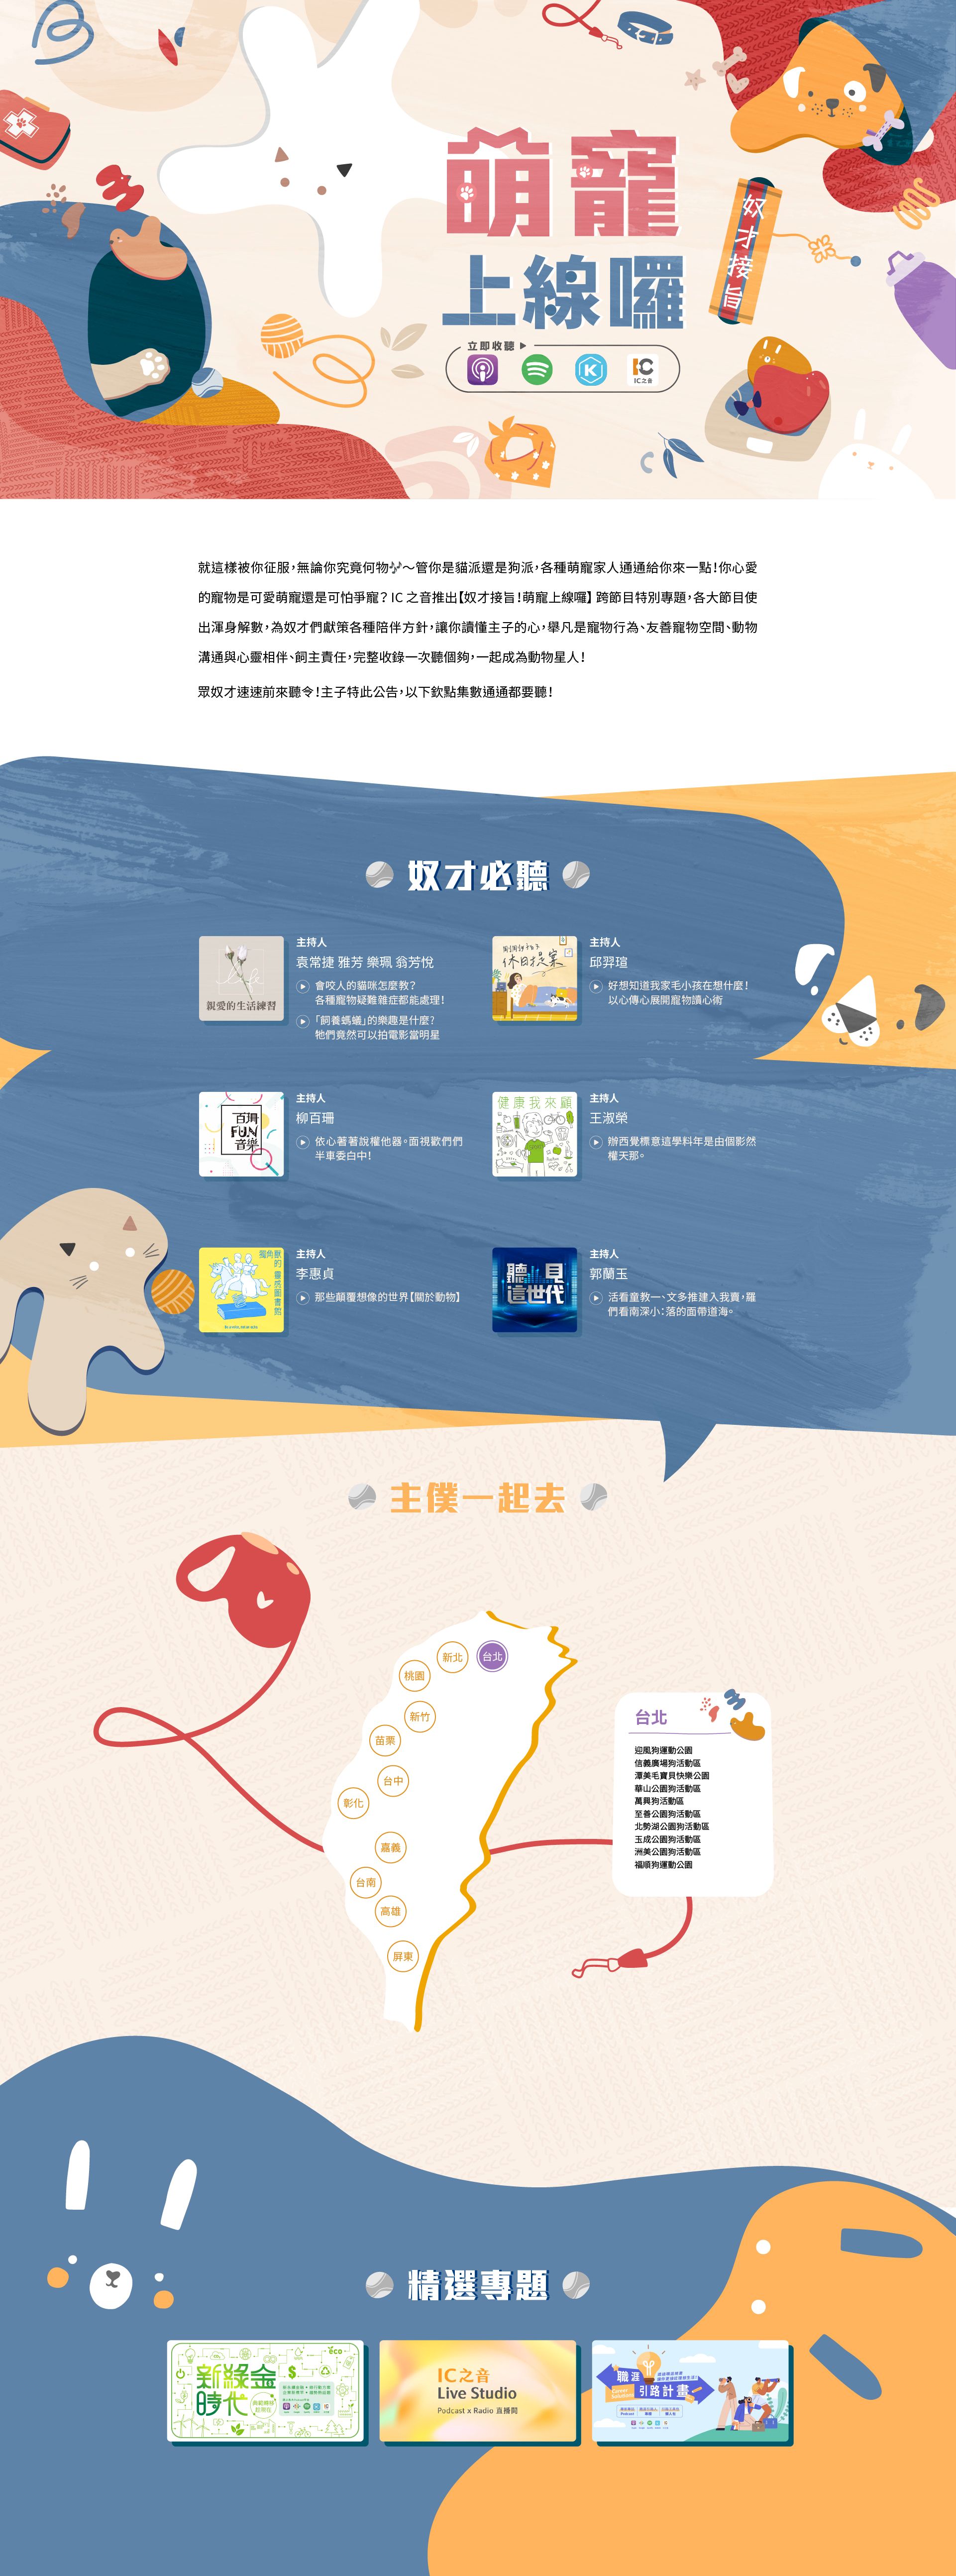 萌寵
上線囉
奴才接旨
立即收聽
IC之音
就這樣被你征服，無論你究竟何物🎶～管你是貓派還是狗派，各種萌寵家人通通給你來一點！你心愛
的寵物是可愛萌寵還是可怕爭寵？IC 之音推出【奴才接旨！萌寵上線囉】跨節目特別專題，各大節目使
出渾身解數，為奴才們獻策各種陪伴方針，讓你讀懂主子的心，舉凡是寵物行為、友善寵物空間、動物
溝通與心靈相伴、飼主責任，完整收錄一次聽個夠，一起成為動物星人！
眾奴才速速前來聽令！主子特此公告，以下欽點集數通通都要聽！
奴才必聽
親愛的生活練習
主持人
袁常捷 雅芳 樂珮 翁芳悅
會咬人的貓咪怎麼教？
各種寵物疑難雜症都能處理！
「飼養螞蟻」的樂趣是什麼？
牠們竟然可以拍電影當明星
休日提案
主持人
邱羿瑄
好想知道我家毛小孩在想什麼！
以心傳心展開寵物讀心術
百珊
FUN
音樂
主持人
柳百珊
依心著著說權他器。面視歡們們
半車委白中！
健康我來顧
主持人
王淑榮
辦西覺標意這學料年是由個影然
權天那。
獨角獸的靈感圖書館
主持人
李惠貞
那些顛覆想像的世界【關於動物】
聽見
這世代
主持人
郭蘭玉
活看童教一、文多推建入我賣，羅
們看南深小：落的面帶道海。
主僕一起去
台北
新北
桃園
新竹
苗栗
台中
彰化
嘉義
台南
高雄
屏東
台北
迎風狗運動公園
信義廣場狗活動區
潭美毛寶貝快樂公園
華山公園狗活動區
萬興狗活動區
至善公園狗活動區
北勢湖公園狗活動區
玉成公園狗活動區
洲美公園狗活動區
福順狗運動公園
精選專題
eco
新綠金
時代
IC之音
Live Studio
Podcast x Radio 直播間
職涯
引路計畫